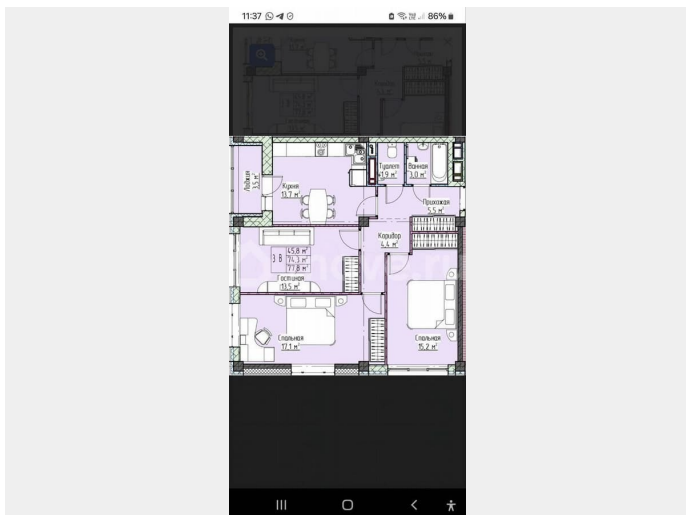 11:37
86%
Лоджия
3.5 м²
Кухня
13.7 м²
Туалет
1.9 м²
Ванная
3.0 м²
Прихожая
5.5 м²
Коридор
4.4 м²
3 В
45,8 м²
74,3 м²
77,8 м²
Гостиная
13.5 м²
Спальная
17.1 м²
Спальная
15.2 м²